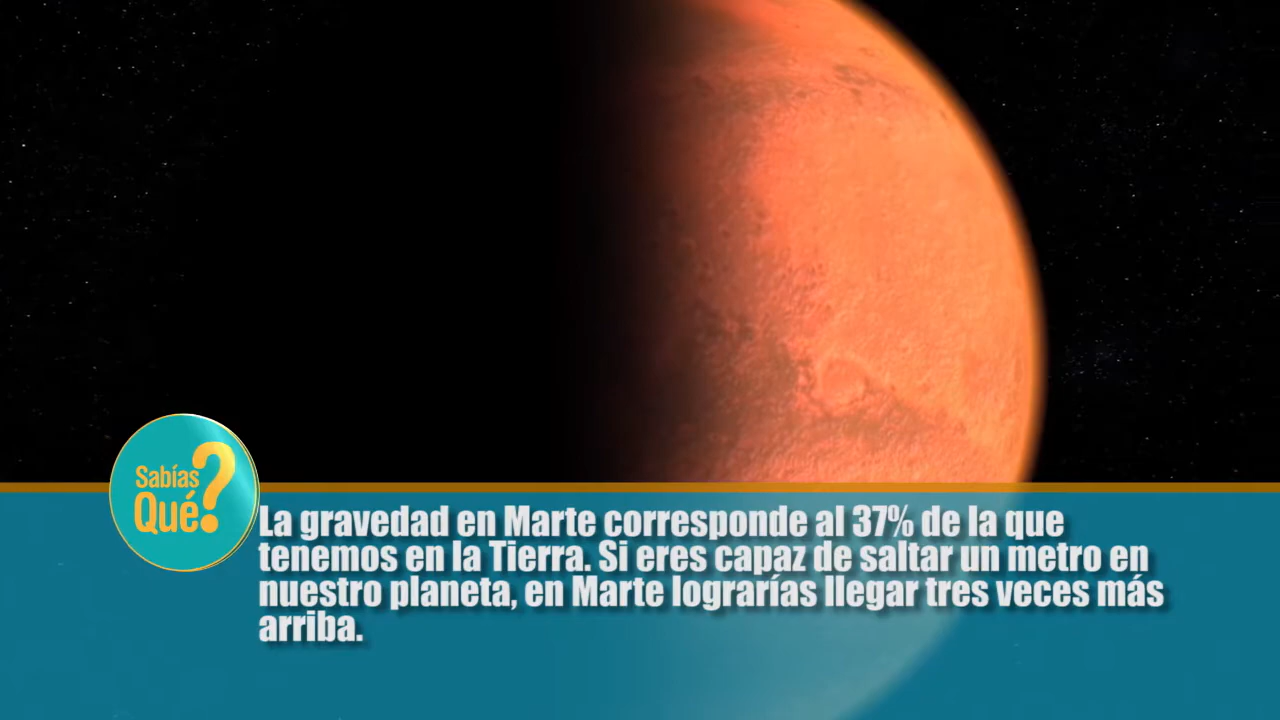 Sabías
Qué?
La gravedad en Marte corresponde al 37% de la que
tenemos en la Tierra. Si eres capaz de saltar un metro en
nuestro planeta, en Marte lograrías llegar tres veces más
arriba.